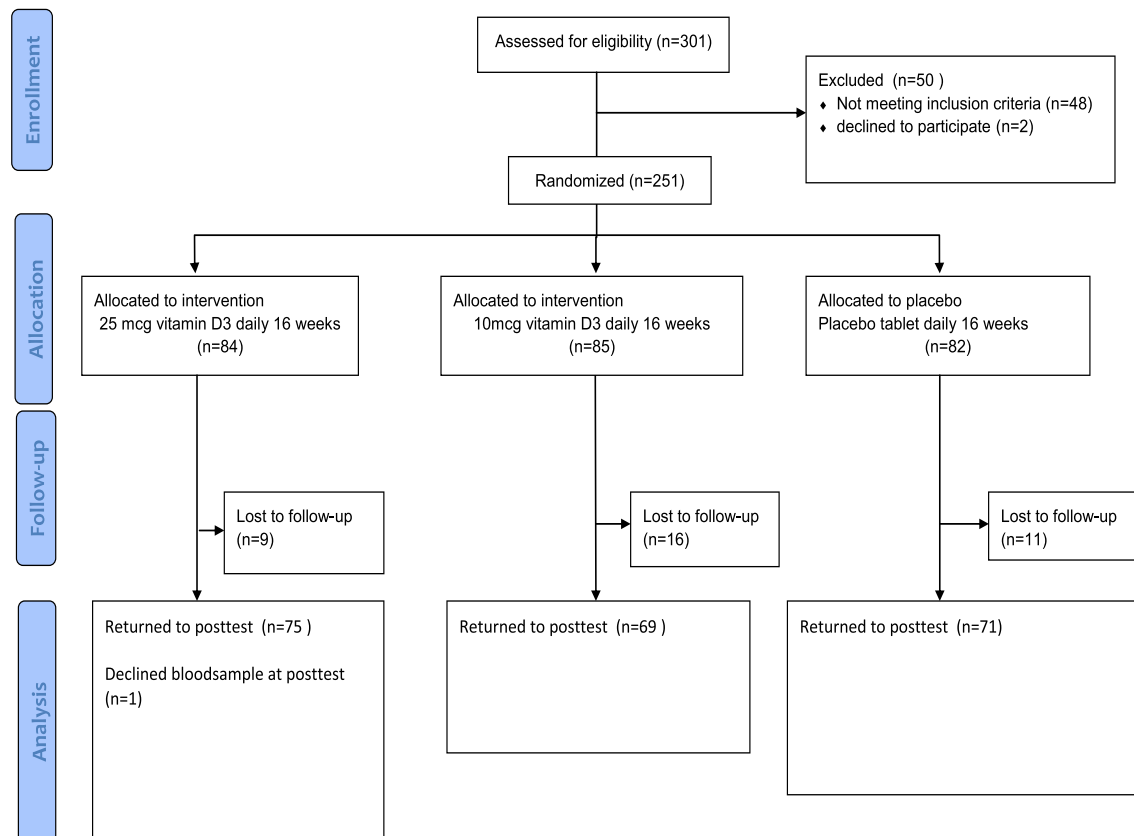 Enrollment
Assessed for eligibility (n=301)
Excluded  (n=50 )
♦ Not meeting inclusion criteria (n=48)
♦ declined to participate (n=2)
Randomized (n=251)
Allocation
Allocated to intervention
25 mcg vitamin D3 daily 16 weeks
(n=84)
Allocated to intervention
10mcg vitamin D3 daily 16 weeks
(n=85)
Allocated to placebo
Placebo tablet daily 16 weeks
(n=82)
Follow-up
Lost to follow-up
(n=9)
Lost to follow-up
(n=16)
Lost to follow-up
(n=11)
Analysis
Returned to posttest  (n=75 )
Declined bloodsample at posttest
(n=1)
Returned to posttest  (n=69 )
Returned to posttest  (n=71)